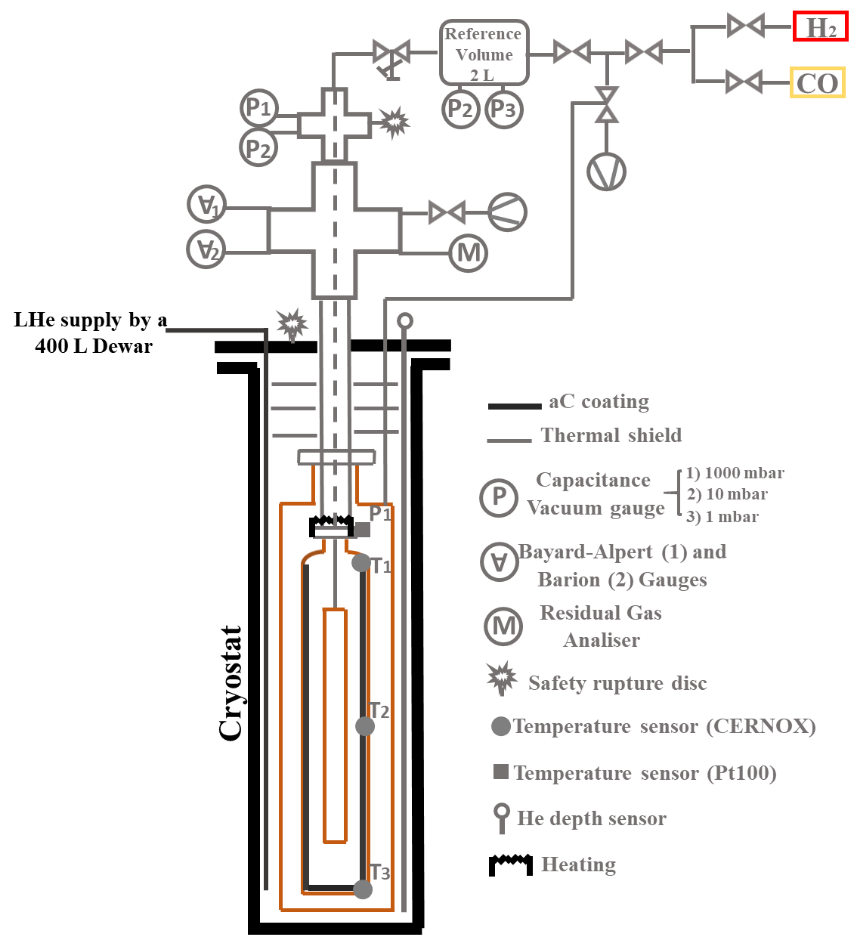 H2
Reference
Volume
2 L
CO
P1
P2
P2
P3
∀1
∀2
M
LHe supply by a
400 L Dewar
aC coating
Thermal shield
Capacitance
Vacuum gauge
P
1) 1000 mbar
2) 10 mbar
3) 1 mbar
P1
T1
∀
Bayard-Alpert (1) and
Barion (2) Gauges
M
Residual Gas
Analiser
Cryostat
Safety rupture disc
T2
Temperature sensor (CERNOX)
Temperature sensor (Pt100)
He depth sensor
Heating
T3